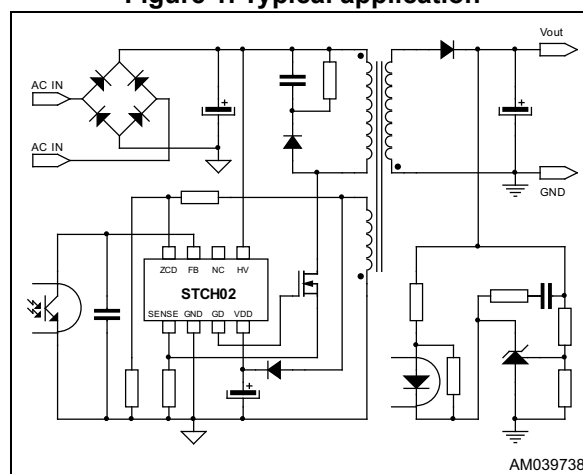 Figure 1. Typical application
Vout
AC IN
AC IN
GND
ZCD FB NC HV
STCH02
SENSE GND GD VDD
AM039738